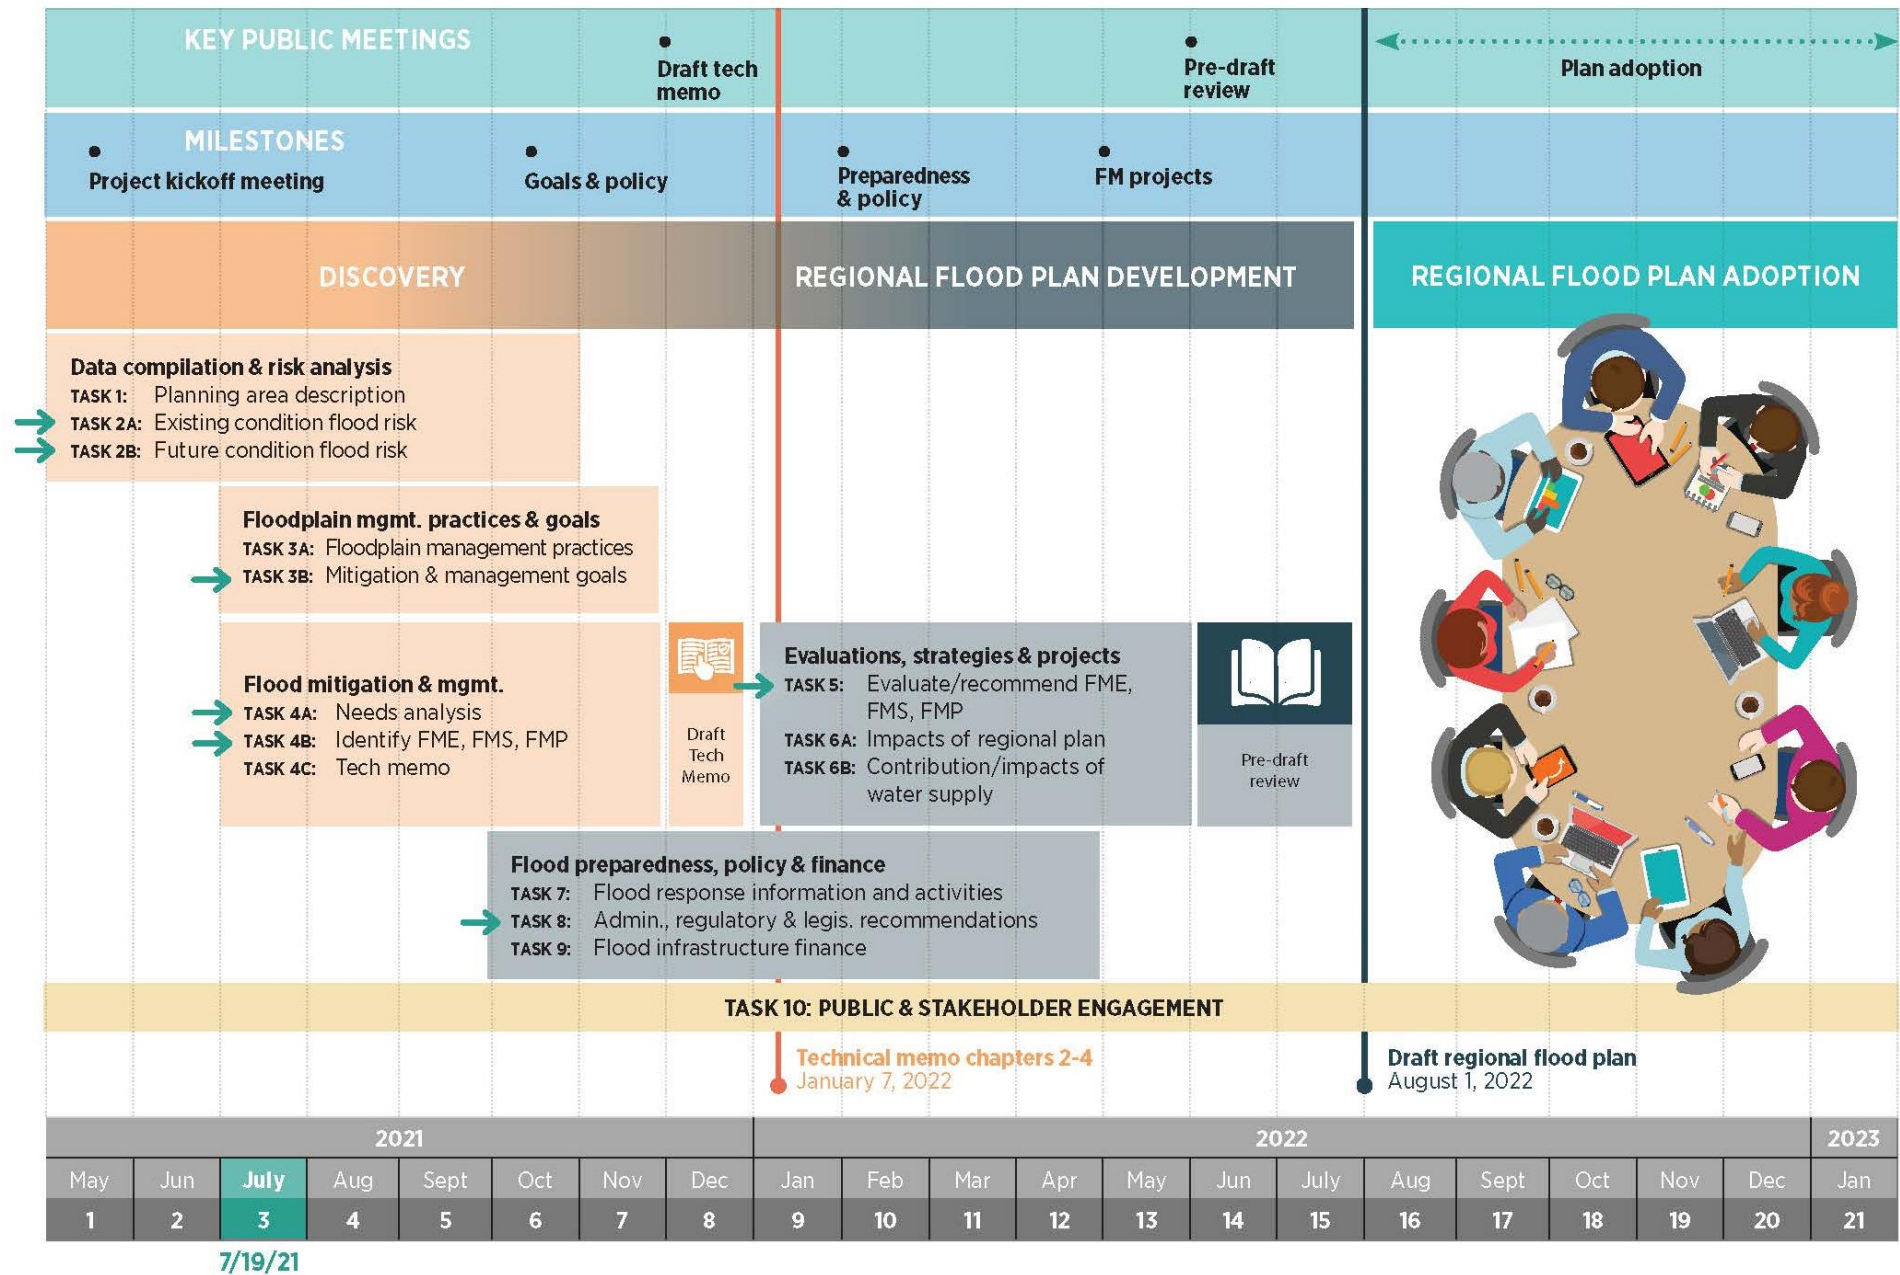 KEY PUBLIC MEETINGS
Draft tech
memo
Pre-draft
review
Plan adoption
MILESTONES
Project kickoff meeting
Goals & policy
Preparedness
& policy
FM projects
DISCOVERY
REGIONAL FLOOD PLAN DEVELOPMENT
REGIONAL FLOOD PLAN ADOPTION
Data compilation & risk analysis
TASK 1: Planning area description
TASK 2A: Existing condition flood risk
TASK 2B: Future condition flood risk
Floodplain mgmt. practices & goals
TASK 3A: Floodplain management practices
TASK 3B: Mitigation & management goals
Flood mitigation & mgmt.
TASK 4A: Needs analysis
TASK 4B: Identify FME, FMS, FMP
TASK 4C: Tech memo
Draft
Tech
Memo
Evaluations, strategies & projects
TASK 5: Evaluate/recommend FME,
FMS, FMP
TASK 6A: Impacts of regional plan
TASK 6B: Contribution/impacts of
water supply
Pre-draft
review
Flood preparedness, policy & finance
TASK 7: Flood response information and activities
TASK 8: Admin., regulatory & legis. recommendations
TASK 9: Flood infrastructure finance
TASK 10: PUBLIC & STAKEHOLDER ENGAGEMENT
Technical memo chapters 2-4
January 7, 2022
Draft regional flood plan
August 1, 2022
2021 2022 2023
May Jun July Aug Sept Oct Nov Dec Jan Feb Mar Apr May Jun July Aug Sept Oct Nov Dec Jan
1 2 3 4 5 6 7 8 9 10 11 12 13 14 15 16 17 18 19 20 21
7/19/21